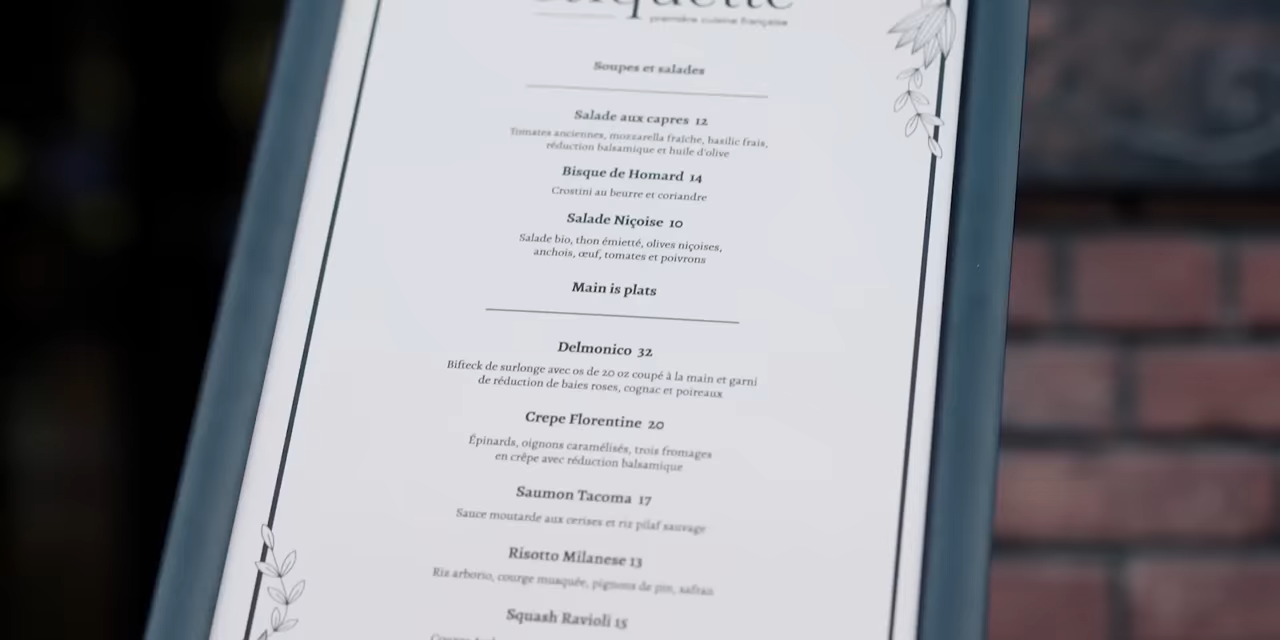 première cuisine française
Soupes et salades
Salade aux capres 12
Tomates anciennes, mozzarella fraîche, basilic frais,
réduction balsamique et huile d'olive
Bisque de Homard 14
Crostini au beurre et coriandre
Salade Niçoise 10
Salade bio, thon émietté, olives niçoises,
anchois, œuf, tomates et poivrons
Main is plats
Delmonico 32
Bifteck de surlonge avec os de 20 oz coupé à la main et garni
de réduction de baies roses, cognac et poireaux
Crepe Florentine 20
Épinards, oignons caramélisés, trois fromages
en crêpe avec réduction balsamique
Saumon Tacoma 17
Sauce moutarde aux cerises et riz pilaf sauvage
Risotto Milanese 13
Riz arborio, courge musquée, pignons de pin, safran
Squash Ravioli 15